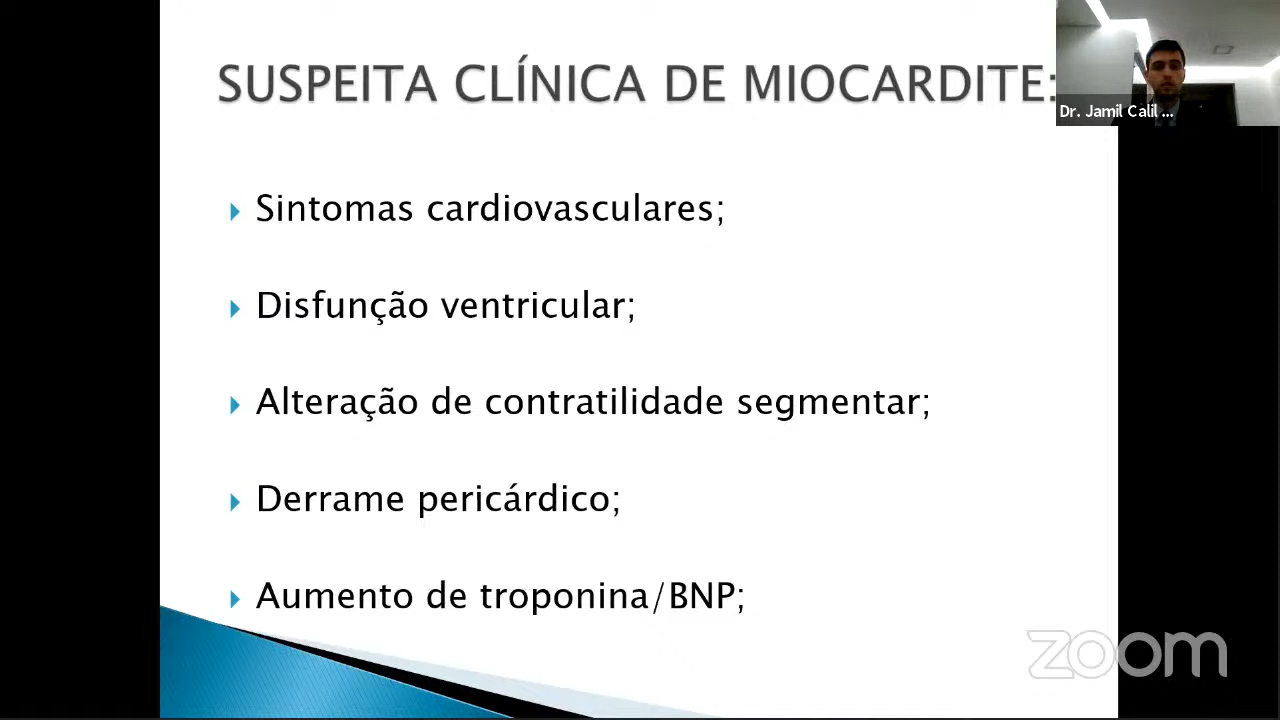 SUSPEITA CLÍNICA DE MIOCARDITE:
Dr. Jamil Calil ...
Sintomas cardiovasculares;
Disfunção ventricular;
Alteração de contratilidade segmentar;
Derrame pericárdico;
Aumento de troponina/BNP;
zoom